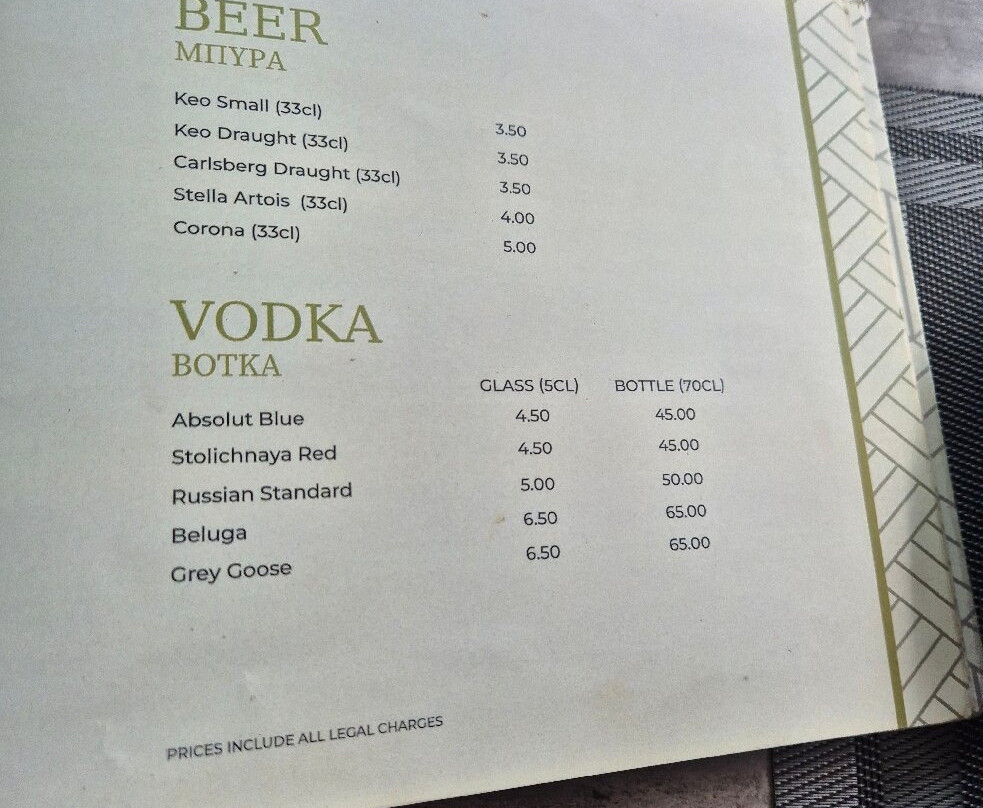 BEER
ΜΠΥΡΑ
Keo Small (33cl) 3.50
Keo Draught (33cl) 3.50
Carlsberg Draught (33cl) 3.50
Stella Artois (33cl) 4.00
Corona (33cl) 5.00
VODKA
ΒΟΤΚΑ
GLASS (5CL) BOTTLE (70CL)
Absolut Blue 4.50 45.00
Stolichnaya Red 4.50 45.00
Russian Standard 5.00 50.00
Beluga 6.50 65.00
Grey Goose 6.50 65.00
PRICES INCLUDE ALL LEGAL CHARGES